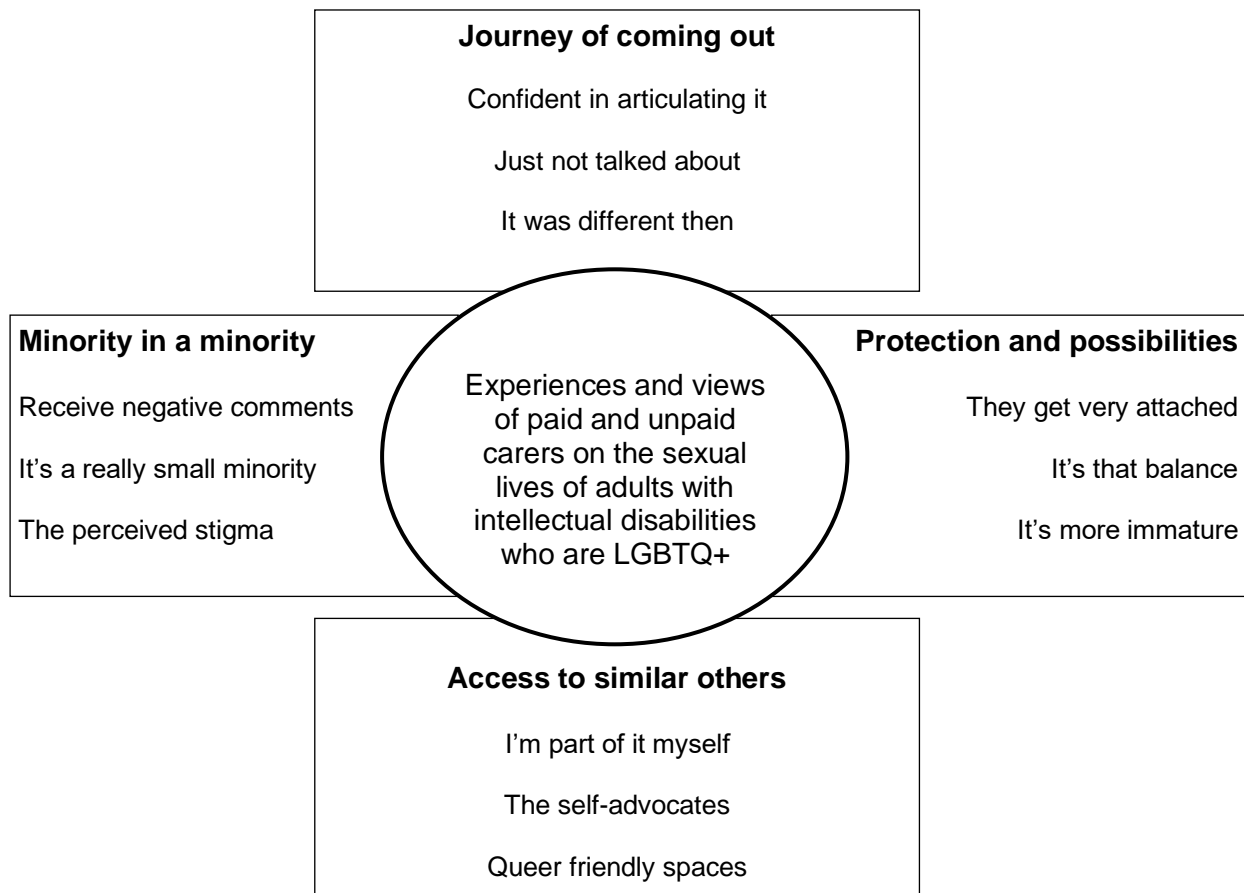 Journey of coming out
Confident in articulating it
Just not talked about
It was different then
Minority in a minority
Receive negative comments
It's a really small minority
The perceived stigma
Experiences and views
of paid and unpaid
carers on the sexual
lives of adults with
intellectual disabilities
who are LGBTQ+
Protection and possibilities
They get very attached
It's that balance
It's more immature
Access to similar others
I'm part of it myself
The self-advocates
Queer friendly spaces